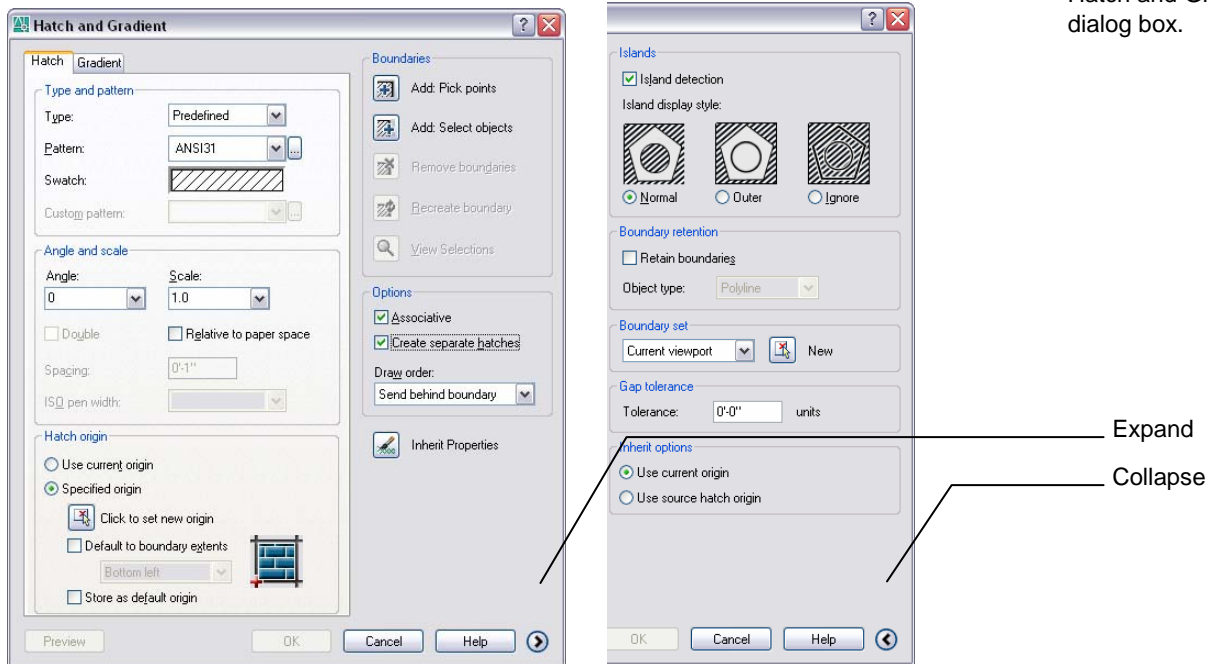 Hatch and Gradient
Hatch
Gradient
Type and pattern
Type:
Predefined
Pattern:
ANSI31
...
Swatch:
Custom pattern:
...
Angle and scale
Angle:
Scale:
0
1.0
Double
Relative to paper space
Spacing:
0'-1"
ISO pen width:
Hatch origin
Use current origin
Specified origin
Click to set new origin
Default to boundary extents
Bottom left
Store as default origin
Boundaries
Add: Pick points
Add: Select objects
Remove boundaries
Recreate boundary
View Selections
Options
Associative
Create separate hatches
Draw order:
Send behind boundary
Inherit Properties
Preview
OK
Cancel
Help
?
Islands
Island detection
Island display style:
Normal
Outer
Ignore
Boundary retention
Retain boundaries
Object type:
Polyline
Boundary set
Current viewport
New
Gap tolerance
Tolerance:
0'-0"
units
Inherit options
Use current origin
Use source hatch origin
OK
Cancel
Help
?
dialog box.
Expand
Collapse